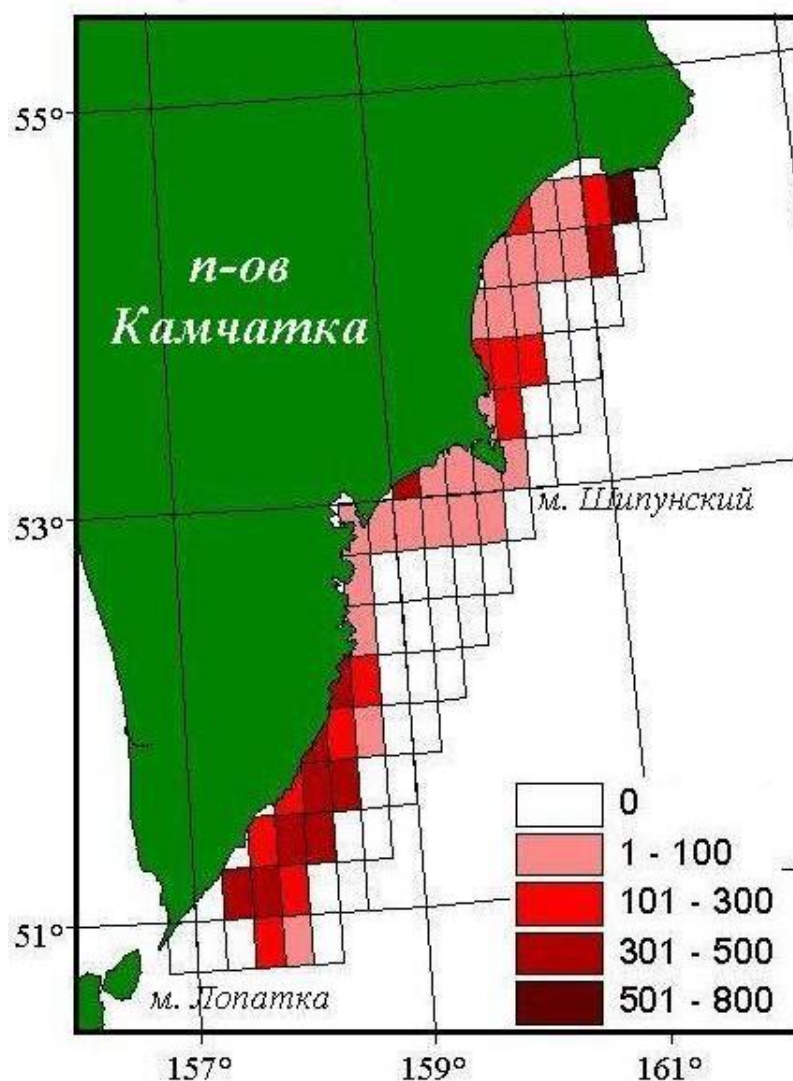 55°
п-ов
Камчатка
53°
м. Шипунский
0
1 - 100
101 - 300
301 - 500
501 - 800
51°
м. Лопатка
157° 159° 161°